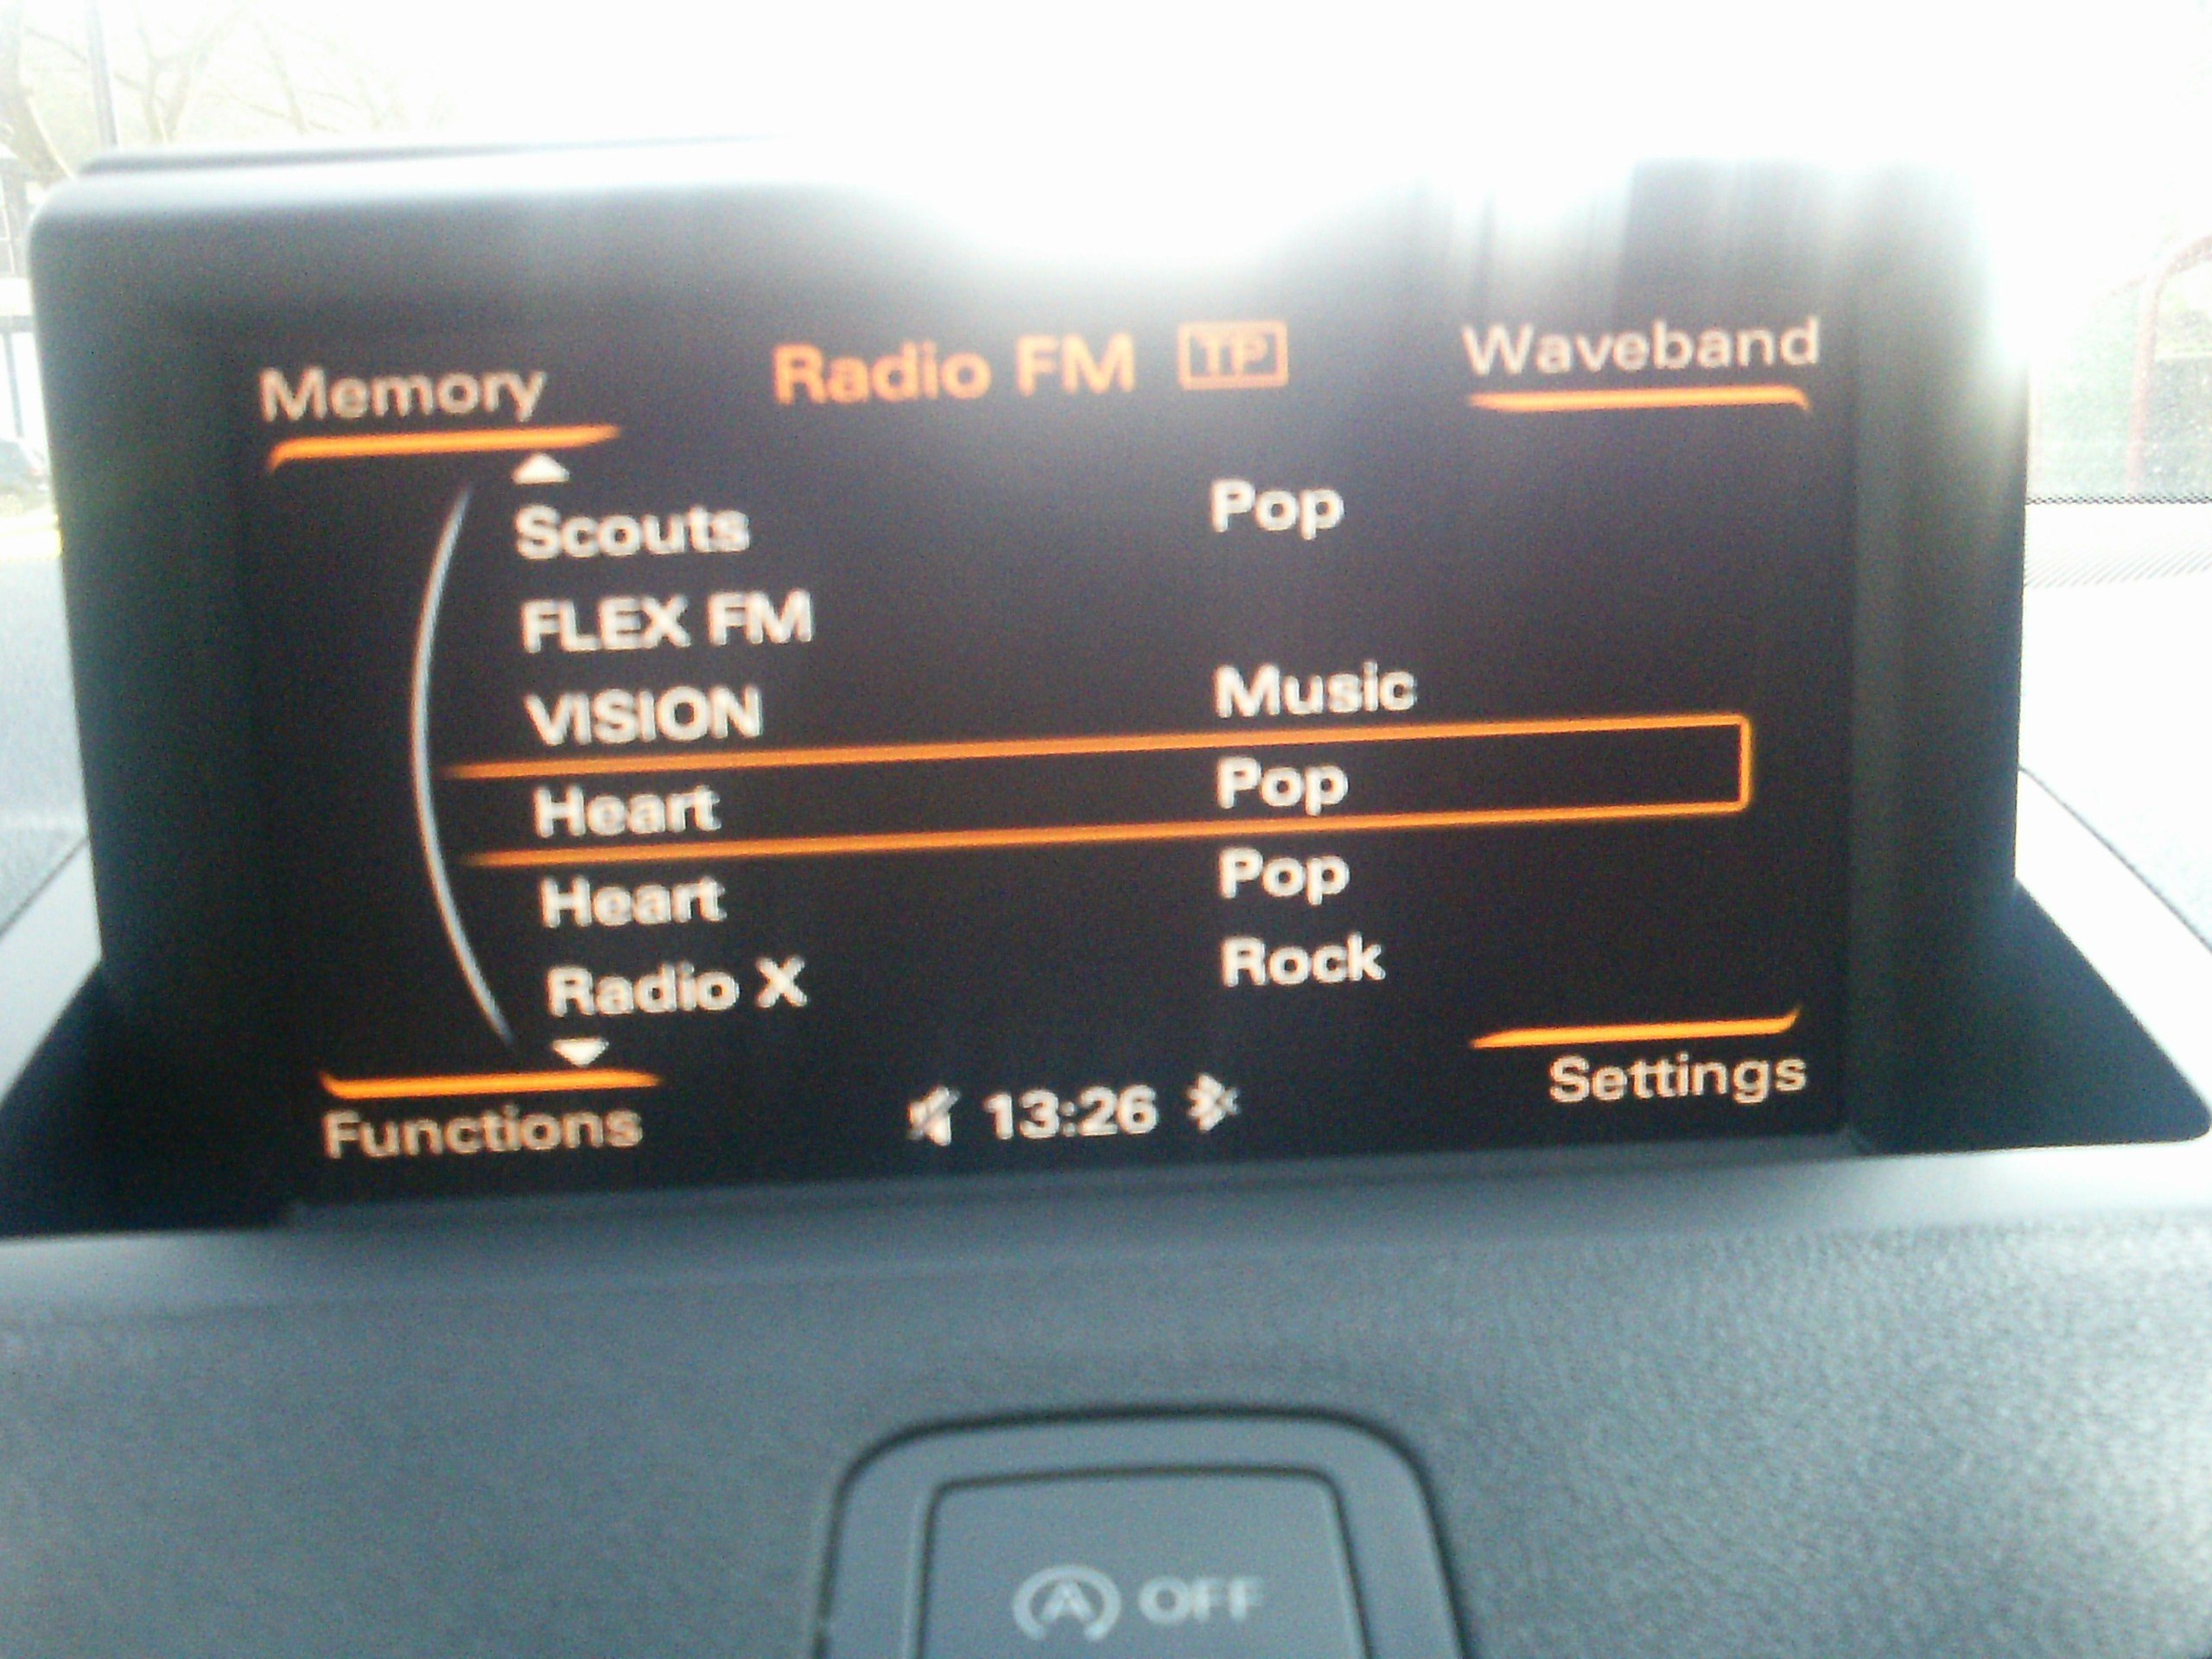 Memory Radio FM TP Waveband
Scouts Pop
FLEX FM
VISION Music
Heart Pop
Heart Pop
Radio X Rock
Functions 13:26 Settings
A OFF